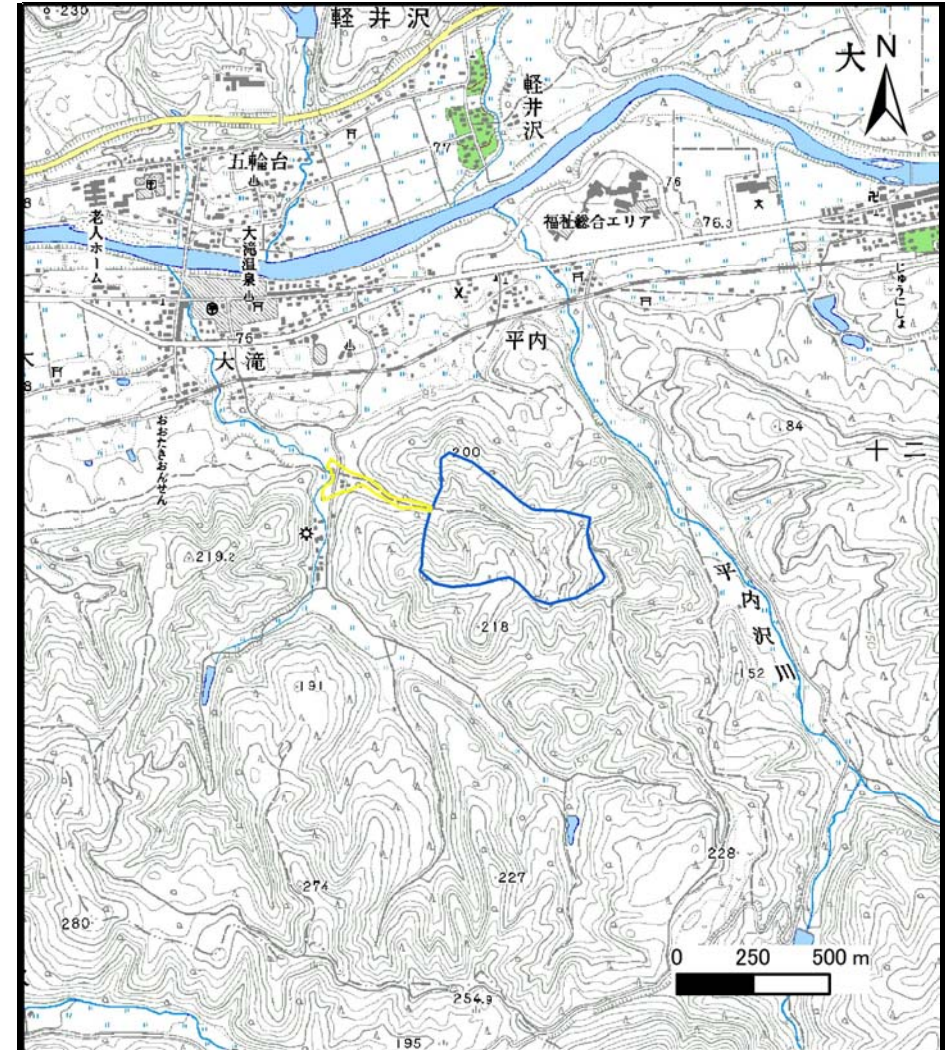 230
軽井沢
大
N
軽井沢
77
五輪台
76
福祉総合エリア
76.3
老人ホーム
大滝温泉
じゅうにしょ
76
平内
大滝
おおたきおんせん
200
184
十二
219.2
平内沢川
218
152
191
228
227
274
280
0 250 500 m
254.9
195